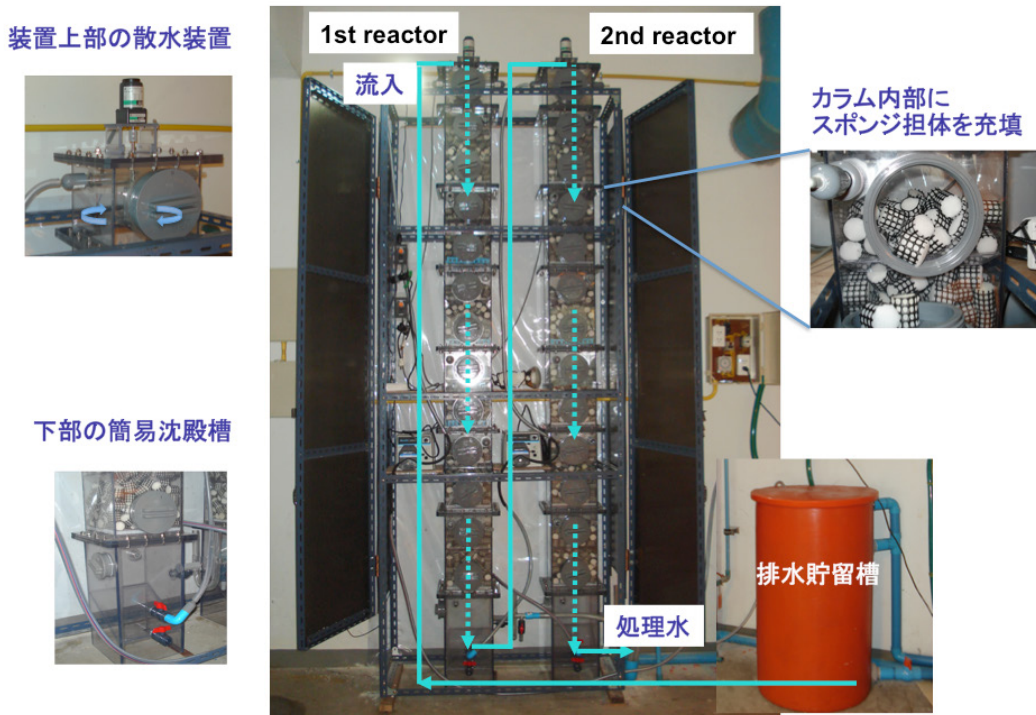 装置上部の散水装置
1st reactor
2nd reactor
流入
カラム内部に
スポンジ担体を充填
下部の簡易沈殿槽
排水貯留槽
処理水